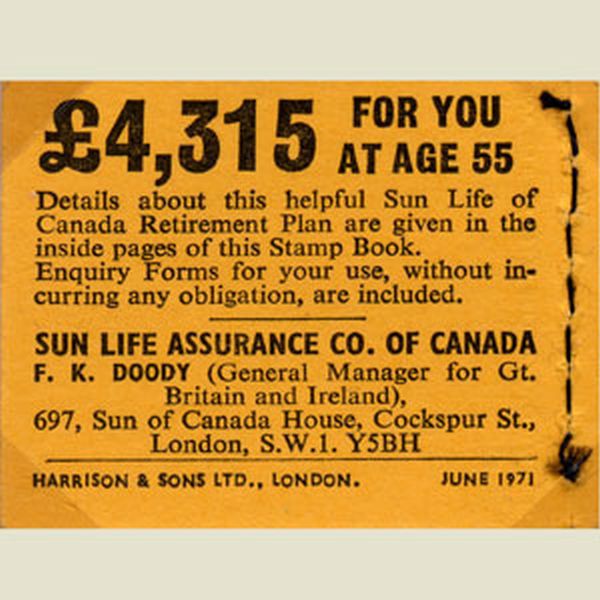 £4,315 FOR YOU
AT AGE 55
Details about this helpful Sun Life of
Canada Retirement Plan are given in the
inside pages of this Stamp Book.
Enquiry Forms for your use, without in-
curring any obligation, are included.
SUN LIFE ASSURANCE CO. OF CANADA
F. K. DOODY (General Manager for Gt.
Britain and Ireland),
697, Sun of Canada House, Cockspur St.,
London, S.W.1. Y5BH
HARRISON & SONS LTD., LONDON. JUNE 1971